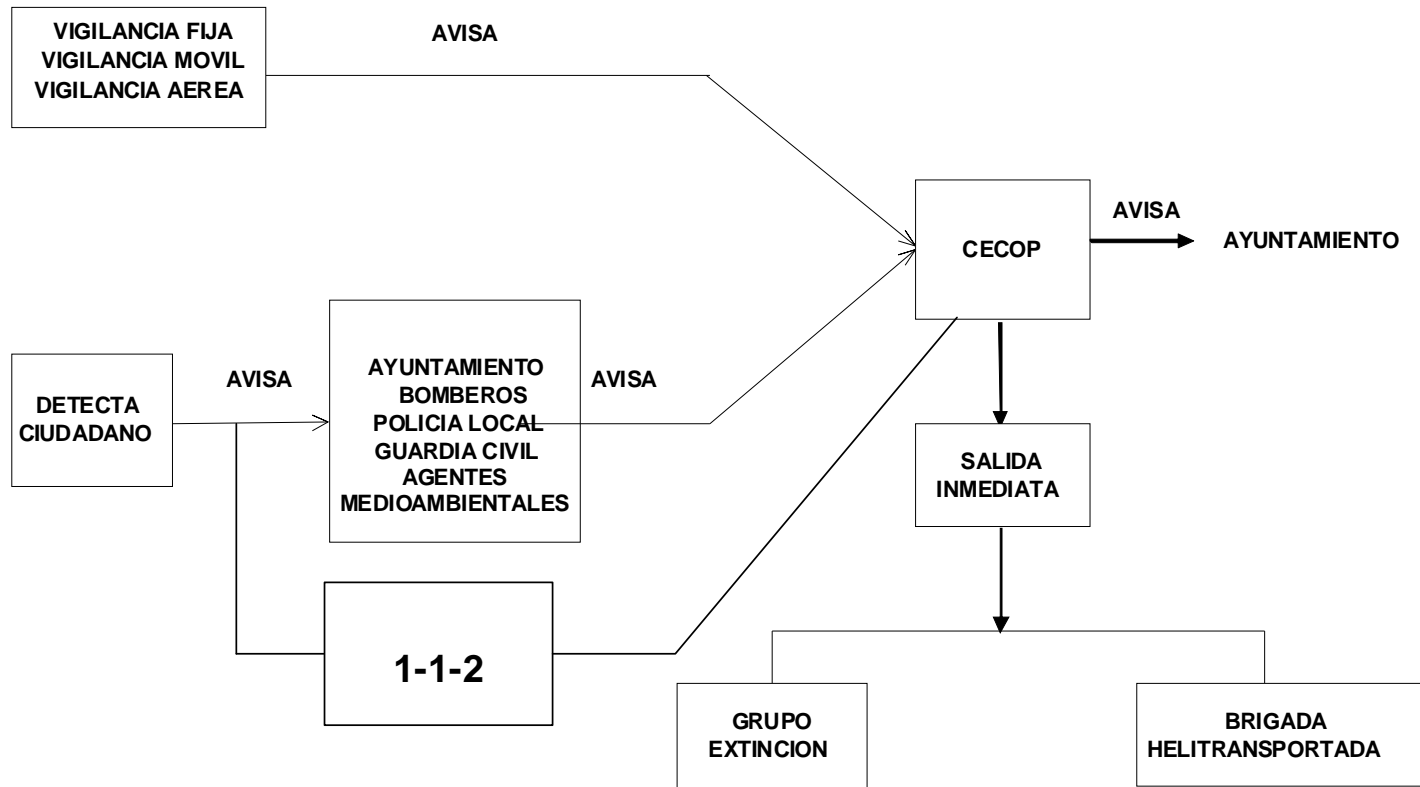 VIGILANCIA FIJA
VIGILANCIA MOVIL
VIGILANCIA AEREA
AVISA
CECOP
AVISA
AYUNTAMIENTO
DETECTA
CIUDADANO
AVISA
AYUNTAMIENTO
BOMBEROS
POLICIA LOCAL
GUARDIA CIVIL
AGENTES
MEDIOAMBIENTALES
AVISA
1-1-2
SALIDA
INMEDIATA
GRUPO
EXTINCION
BRIGADA
HELITRANSPORTADA